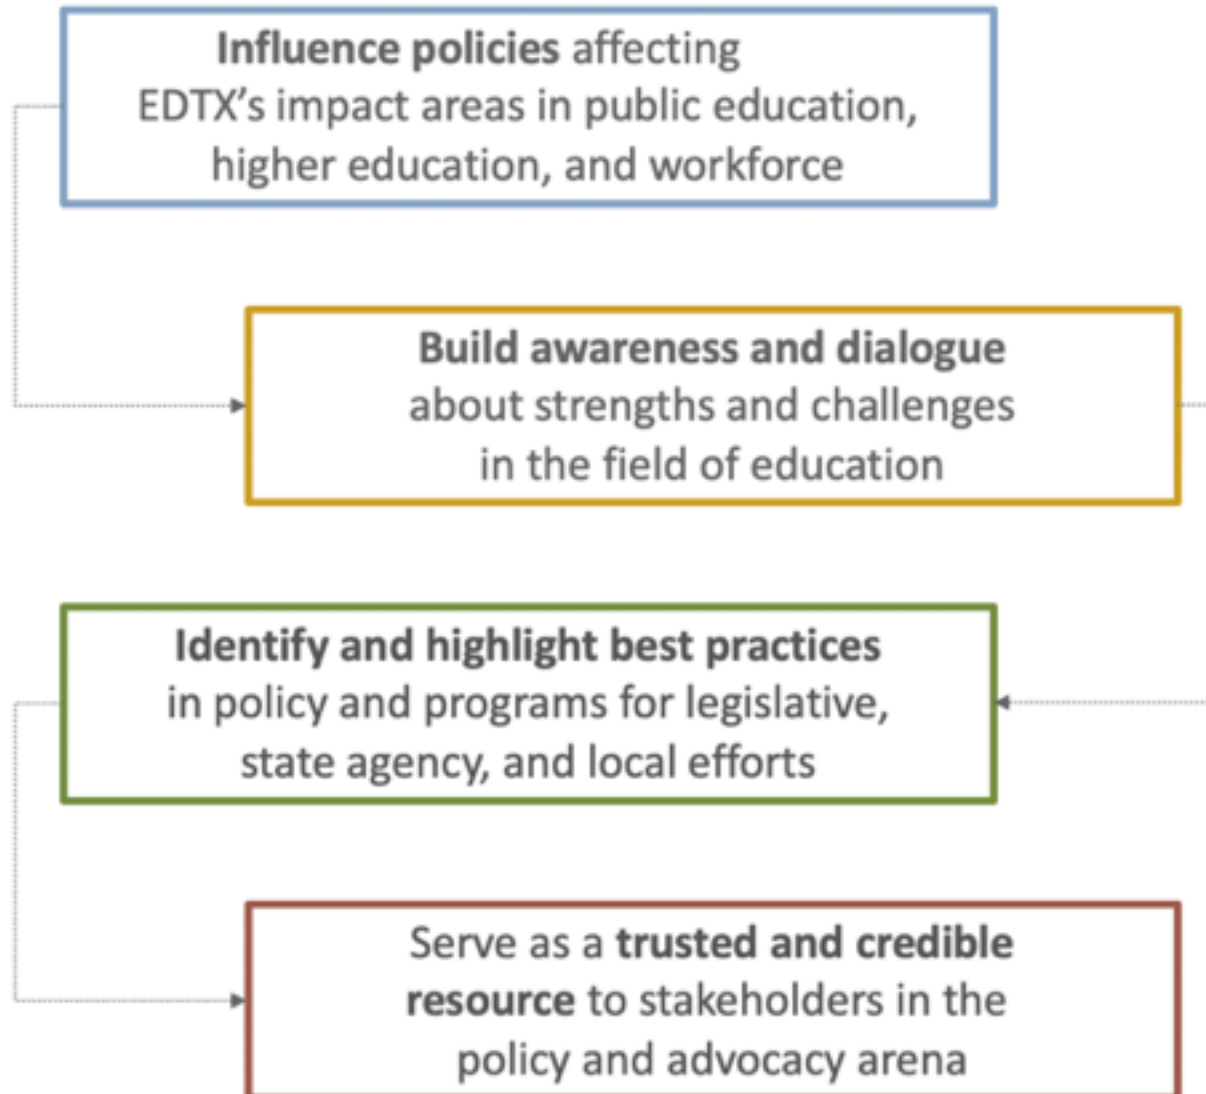 Influence policies affecting
EDTX’s impact areas in public education,
higher education, and workforce
Build awareness and dialogue
about strengths and challenges
in the field of education
Identify and highlight best practices
in policy and programs for legislative,
state agency, and local efforts
Serve as a trusted and credible
resource to stakeholders in the
policy and advocacy arena